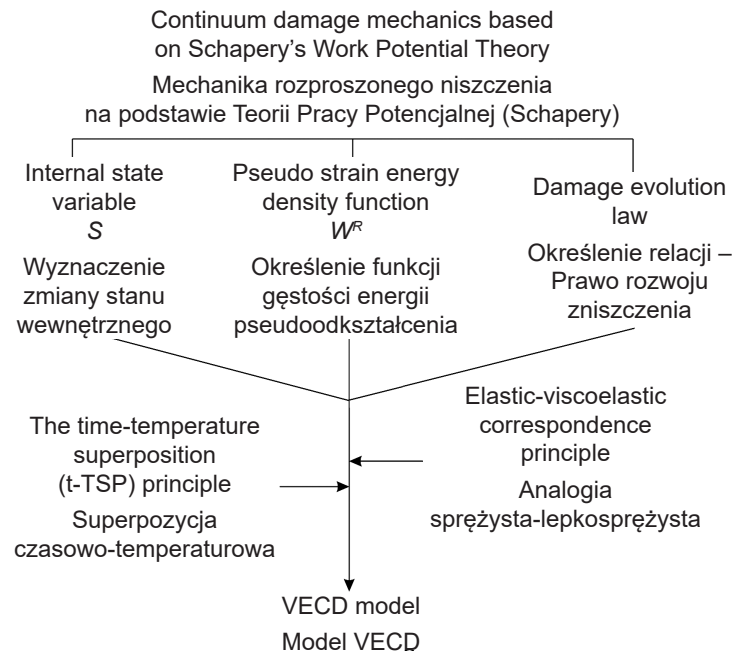 Continuum damage mechanics based
on Schapery's Work Potential Theory
Mechanika rozproszonego niszczenia
na podstawie Teorii Pracy Potencjalnej (Schapery)
Internal state
variable
S
Wyznaczenie
zmiany stanu
wewnętrznego
Pseudo strain energy
density function
Wᴿ
Określenie funkcji
gęstości energii
pseudoodkształcenia
Damage evolution
law
Określenie relacji –
Prawo rozwoju
zniszczenia
The time-temperature
superposition
(t-TSP) principle
Superpozycja
czasowo-temperaturowa
Elastic-viscoelastic
correspondence
principle
Analogia
sprężysta-lepkosprężysta
VECD model
Model VECD